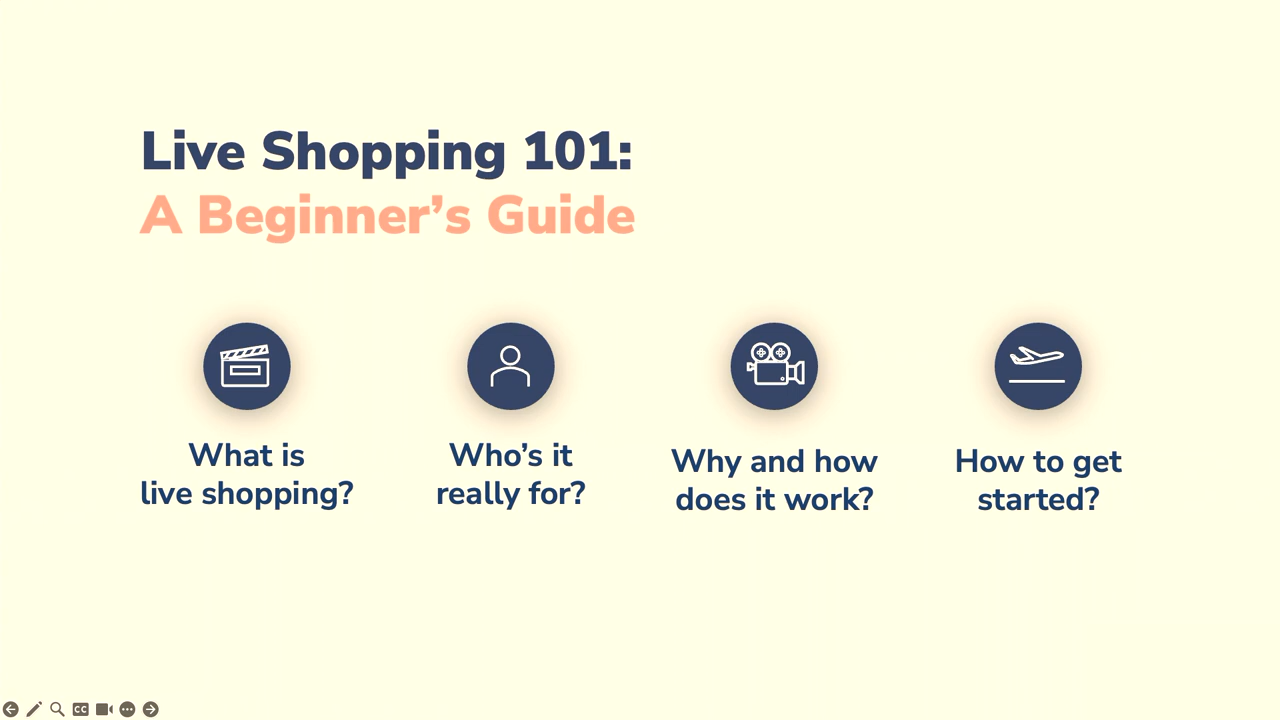 Live Shopping 101:
A Beginner’s Guide
What is
live shopping?
Who’s it
really for?
Why and how
does it work?
How to get
started?
CC